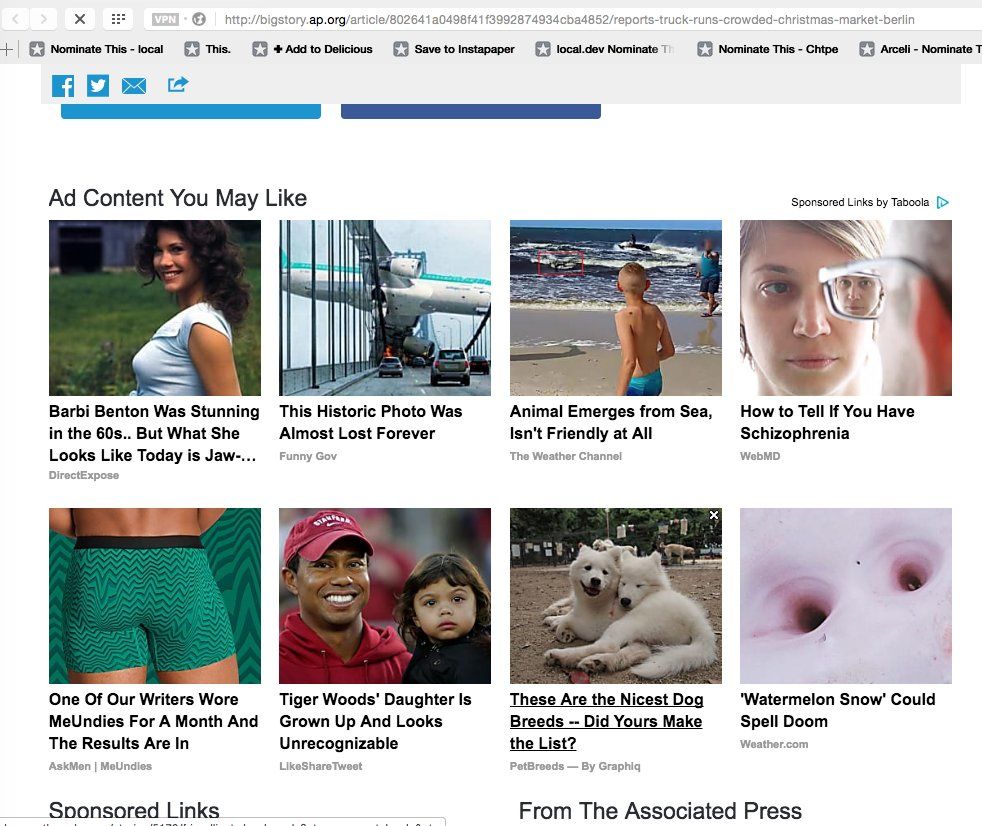 VPN
http://bigstory.ap.org/article/802641a0498f41f3992874934cba4852/reports-truck-runs-crowded-christmas-market-berlin
Nominate This - local
This.
+ Add to Delicious
Save to Instapaper
local.dev Nominate Th
Nominate This - Chtpe
Arceli - Nominate T
Ad Content You May Like
Sponsored Links by Taboola
Barbi Benton Was Stunning
in the 60s.. But What She
Looks Like Today is Jaw-...
DirectExpose
This Historic Photo Was
Almost Lost Forever
Funny Gov
Animal Emerges from Sea,
Isn't Friendly at All
The Weather Channel
How to Tell If You Have
Schizophrenia
WebMD
One Of Our Writers Wore
MeUndies For A Month And
The Results Are In
AskMen | MeUndies
STANFORD
Tiger Woods' Daughter Is
Grown Up And Looks
Unrecognizable
LikeShareTweet
These Are the Nicest Dog
Breeds -- Did Yours Make
the List?
PetBreeds — By Graphiq
'Watermelon Snow' Could
Spell Doom
Weather.com
Sponsored Links
From The Associated Press